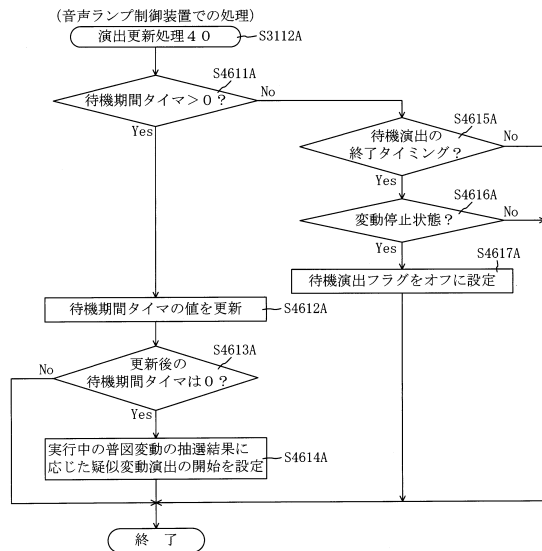 (音声ランプ制御装置での処理)
演出更新処理40
S3112A
S4611A
待機期間タイマ>0?
No
Yes
S4615A
待機演出の
終了タイミング?
No
Yes
S4616A
変動停止状態?
No
Yes
S4617A
待機演出フラグをオフに設定
待機期間タイマの値を更新
S4612A
S4613A
更新後の
待機期間タイマは0?
No
Yes
実行中の普図変動の抽選結果に
応じた疑似変動演出の開始を設定
S4614A
終 了